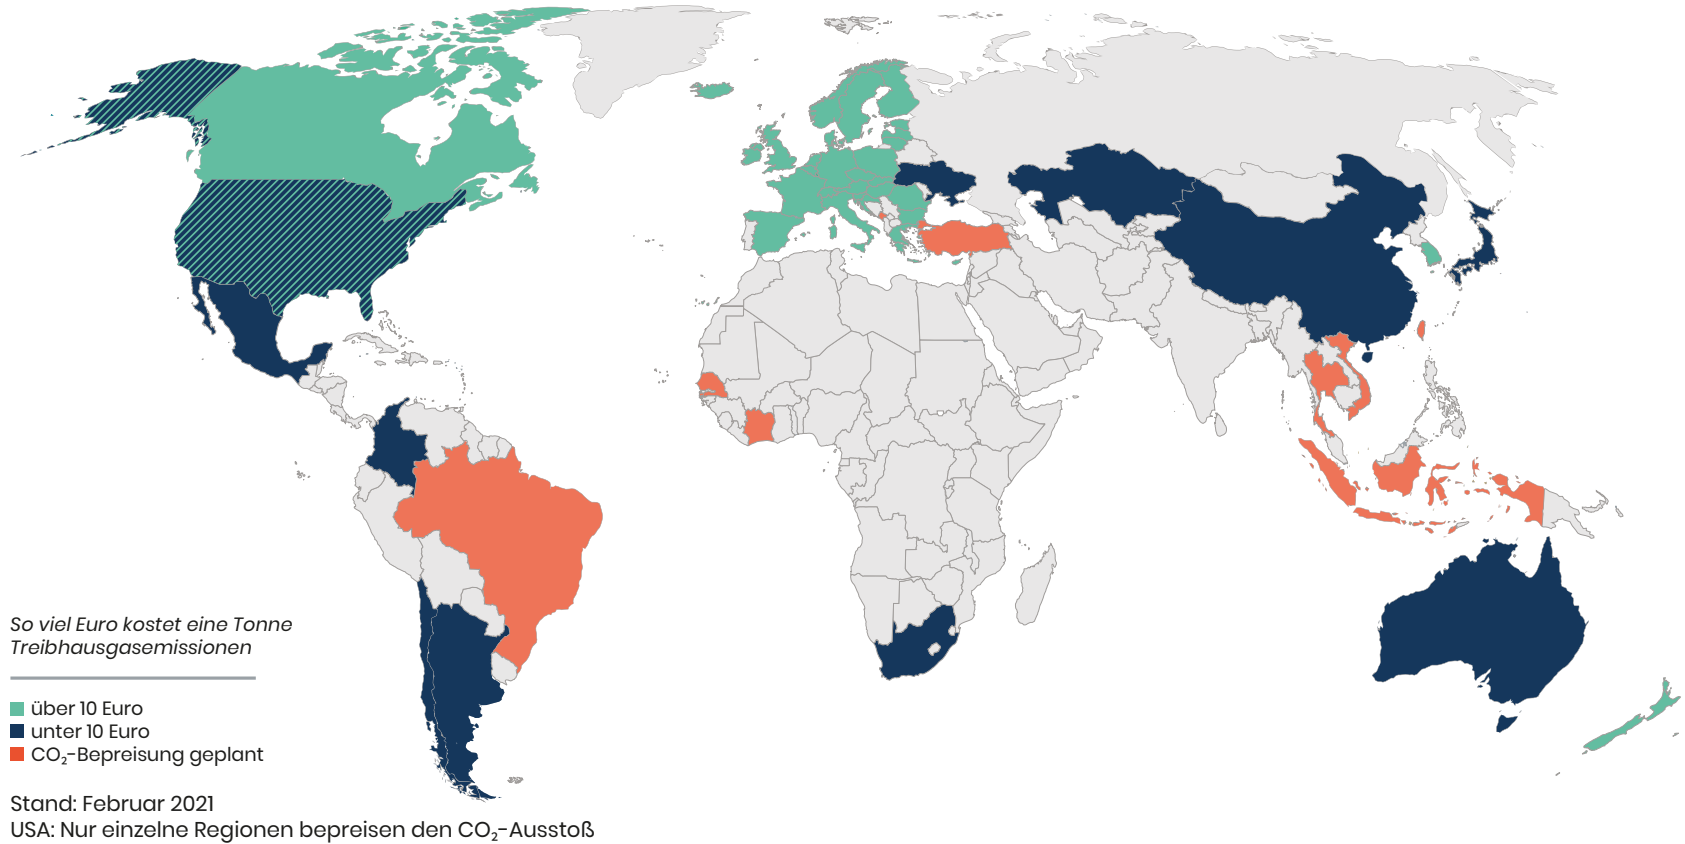 So viel Euro kostet eine Tonne
Treibhausgasemissionen
über 10 Euro
unter 10 Euro
CO₂-Bepreisung geplant
Stand: Februar 2021
USA: Nur einzelne Regionen bepreisen den CO₂-Ausstoß